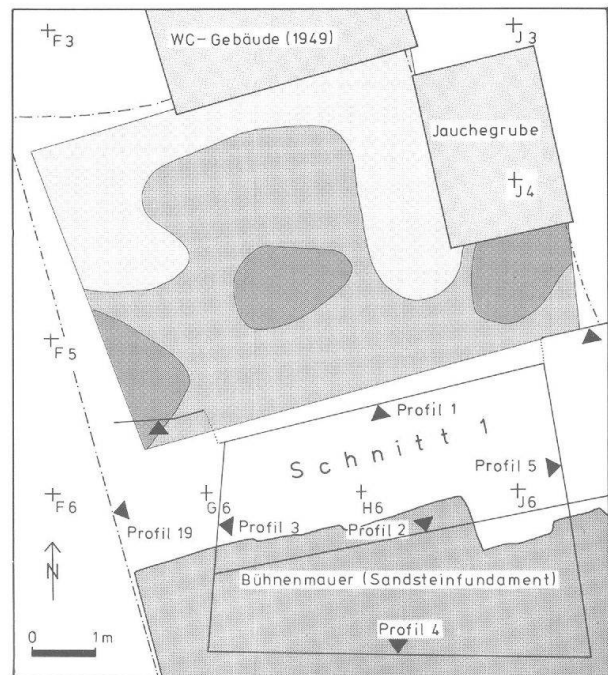 F3
WC-Gebäude (1949)
J3
Jauchegrube
J4
F5
Profil 1
Schnitt 1
Profil 5
F6
G6
H6
J6
Profil 19
Profil 3
Profil 2
N
Bühnenmauer (Sandsteinfundament)
0 1m
Profil 4